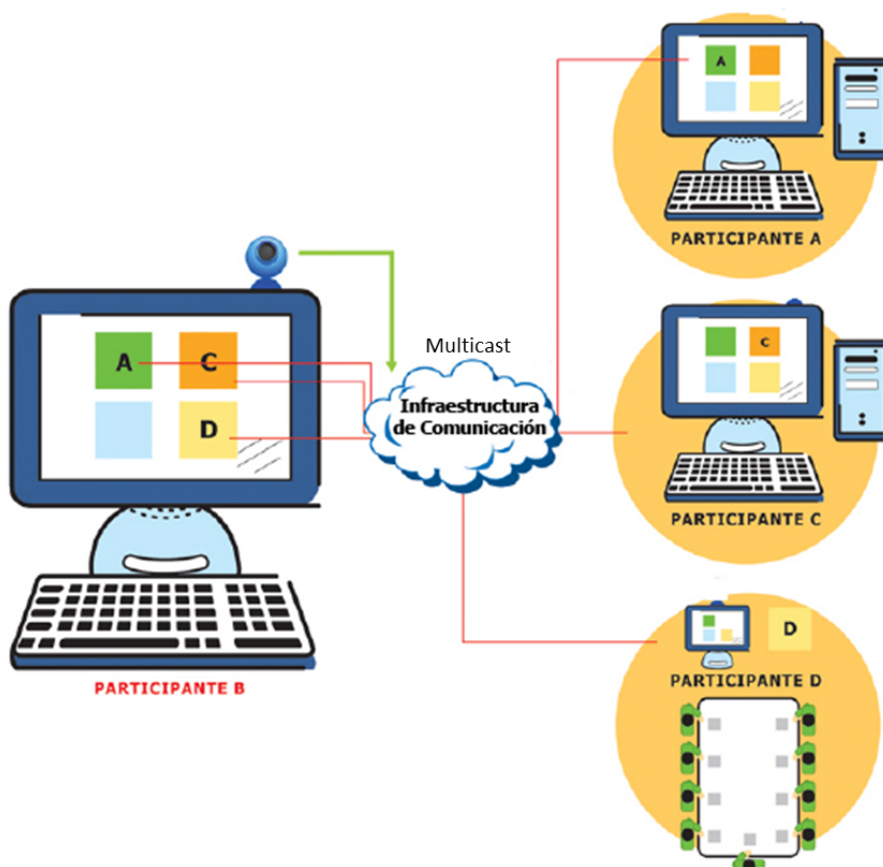 A
PARTICIPANTE A
Multicast
A C
Infraestructura
de Comunicación
D
C
PARTICIPANTE C
PARTICIPANTE B
D
PARTICIPANTE D